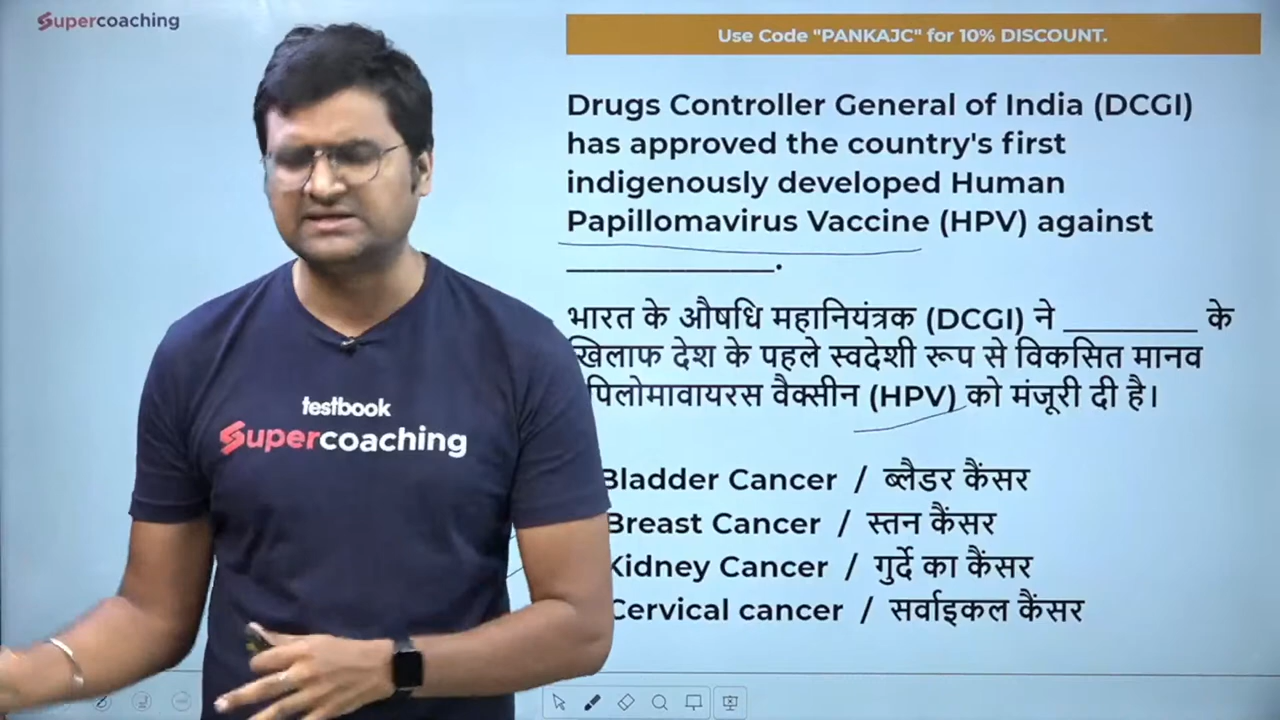 Supercoaching
Use Code "PANKAJC" for 10% DISCOUNT.
Drugs Controller General of India (DCGI)
has approved the country's first
indigenously developed Human
Papillomavirus Vaccine (HPV) against
______________.
भारत के औषधि महानियंत्रक (DCGI) ने _________ के
खिलाफ देश के पहले स्वदेशी रूप से विकसित मानव
पिलोमावायरस वैक्सीन (HPV) को मंजूरी दी है।
Bladder Cancer / ब्लैडर कैंसर
Breast Cancer / स्तन कैंसर
Kidney Cancer / गुर्दे का कैंसर
Cervical cancer / सर्वाइकल कैंसर
testbook
Supercoaching